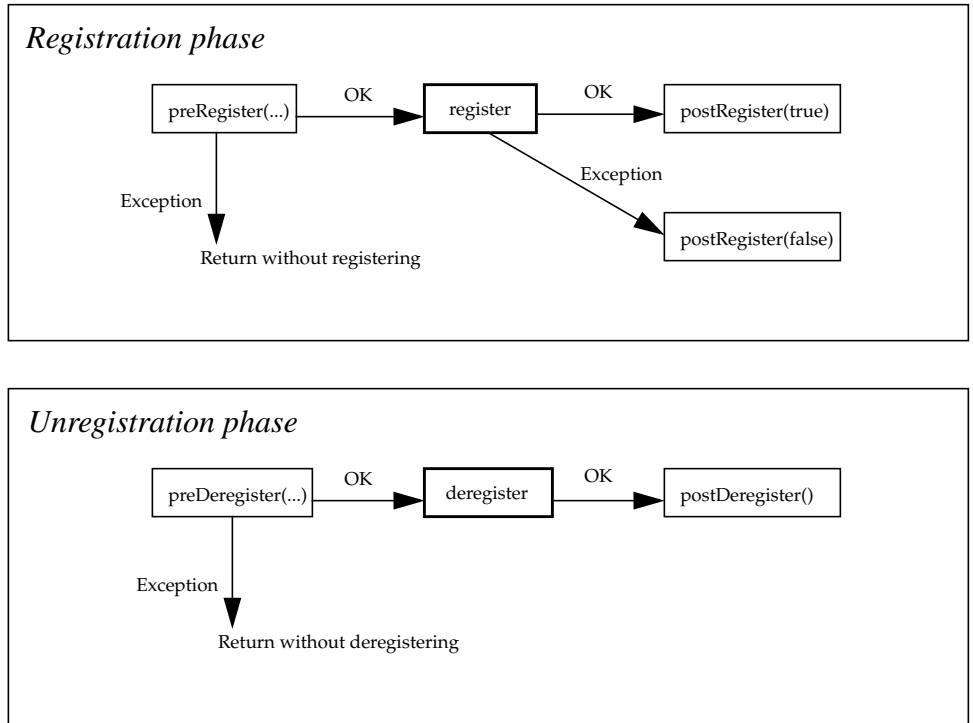 Registration phase
preRegister(...)
OK
register
OK
postRegister(true)
Exception
Exception
postRegister(false)
Return without registering
Unregistration phase
preDeregister(...)
OK
deregister
OK
postDeregister()
Exception
Return without deregistering